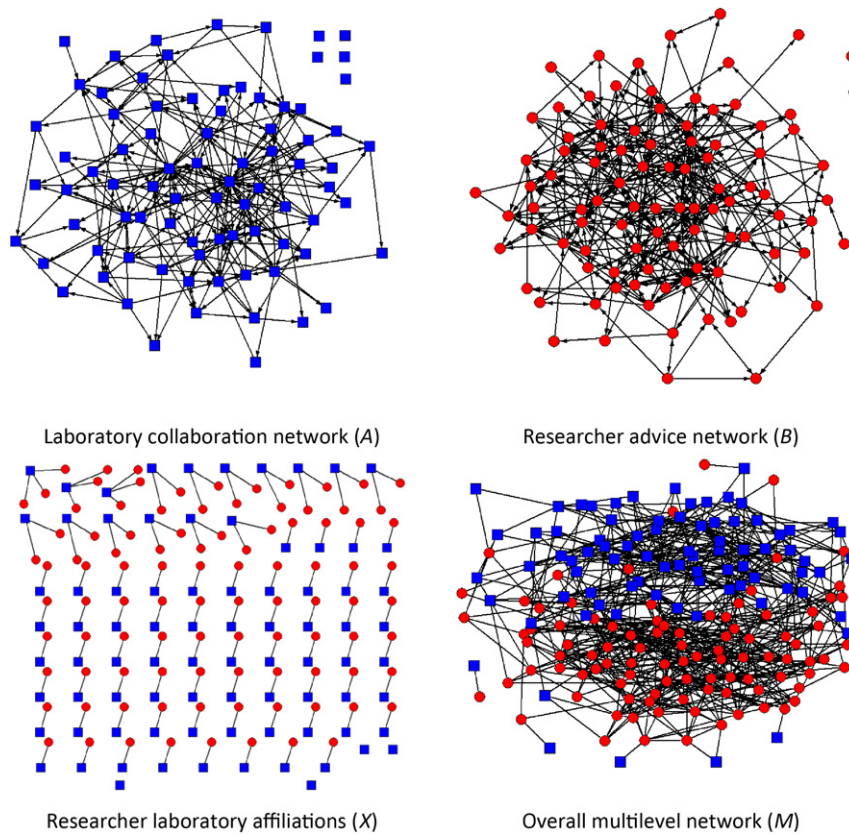 Laboratory collaboration network (A)
Researcher advice network (B)
Researcher laboratory affiliations (X)
Overall multilevel network (M)